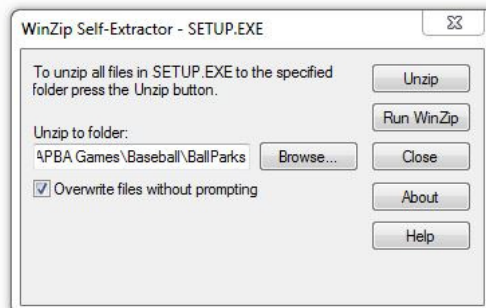 WinZip Self-Extractor - SETUP.EXE
To unzip all files in SETUP.EXE to the specified
folder press the Unzip button.
Unzip to folder:
APBA Games\Baseball\BallParks
Browse...
Overwrite files without prompting
Unzip
Run WinZip
Close
About
Help